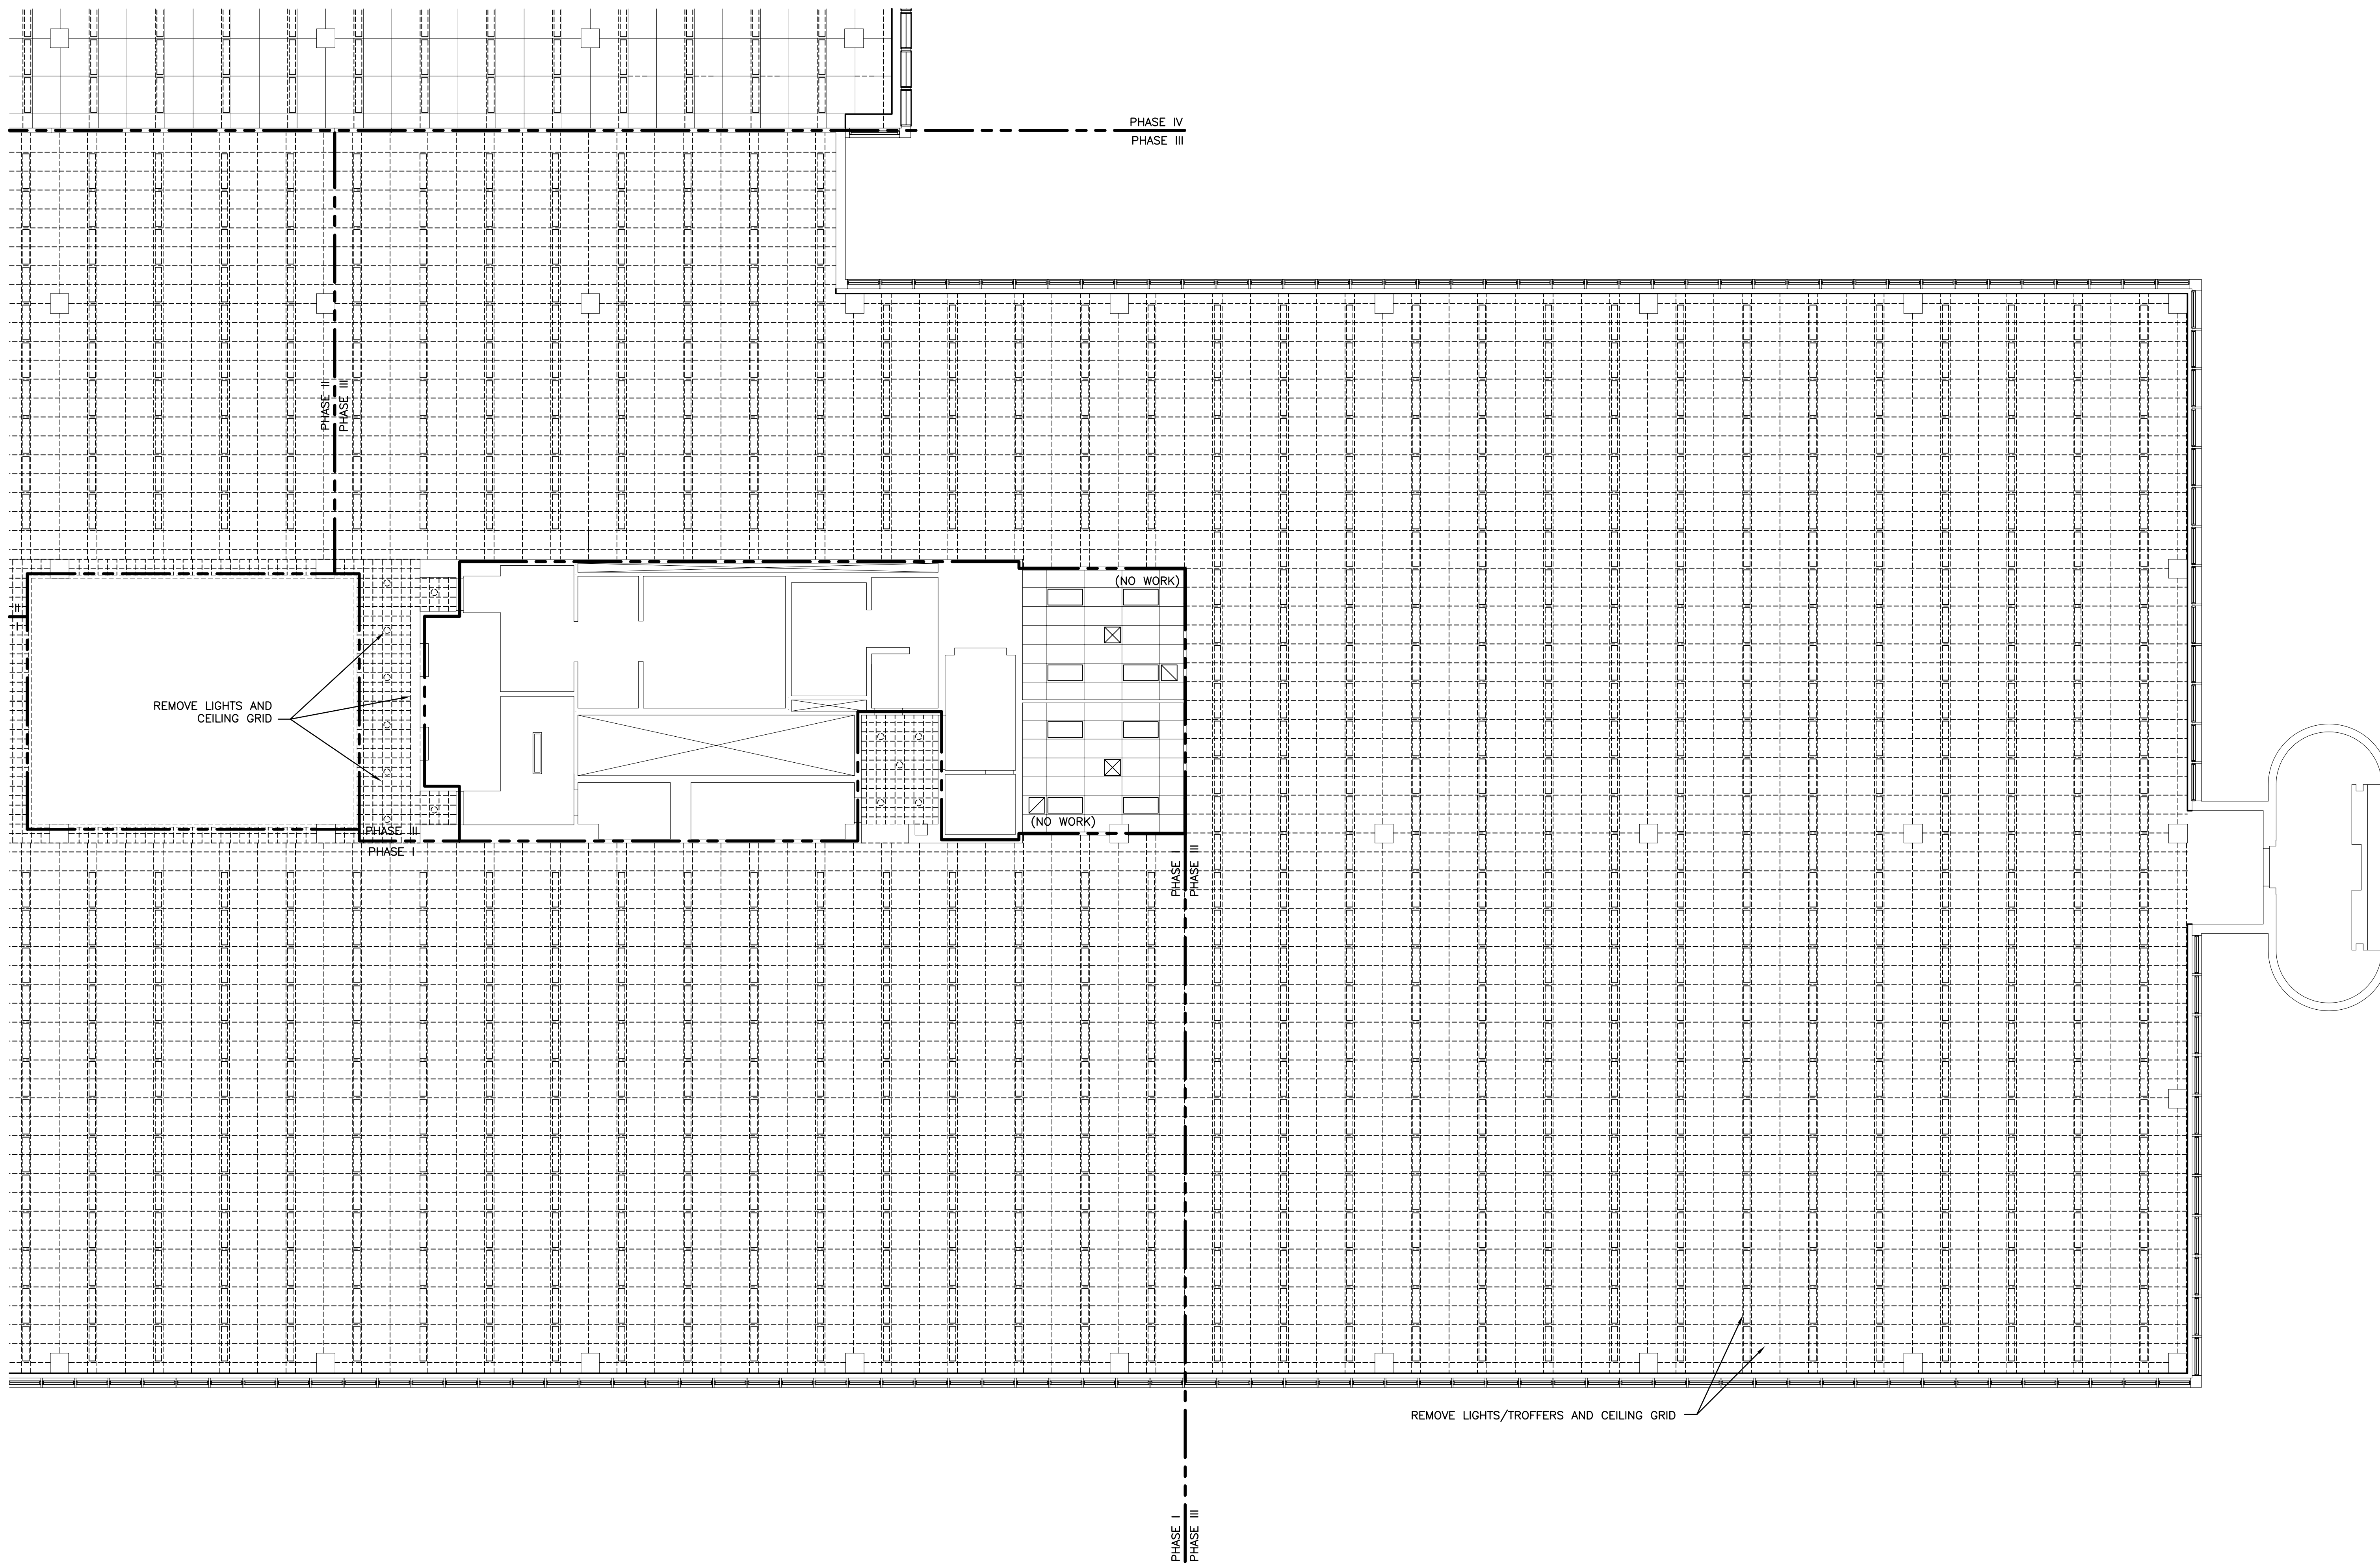 PHASE IV
PHASE III
PHASE II
PHASE III
(NO WORK)
II
I
REMOVE LIGHTS AND
CEILING GRID
(NO WORK)
PHASE III
PHASE I
PHASE I
PHASE III
REMOVE LIGHTS/TROFFERS AND CEILING GRID
PHASE I
PHASE III